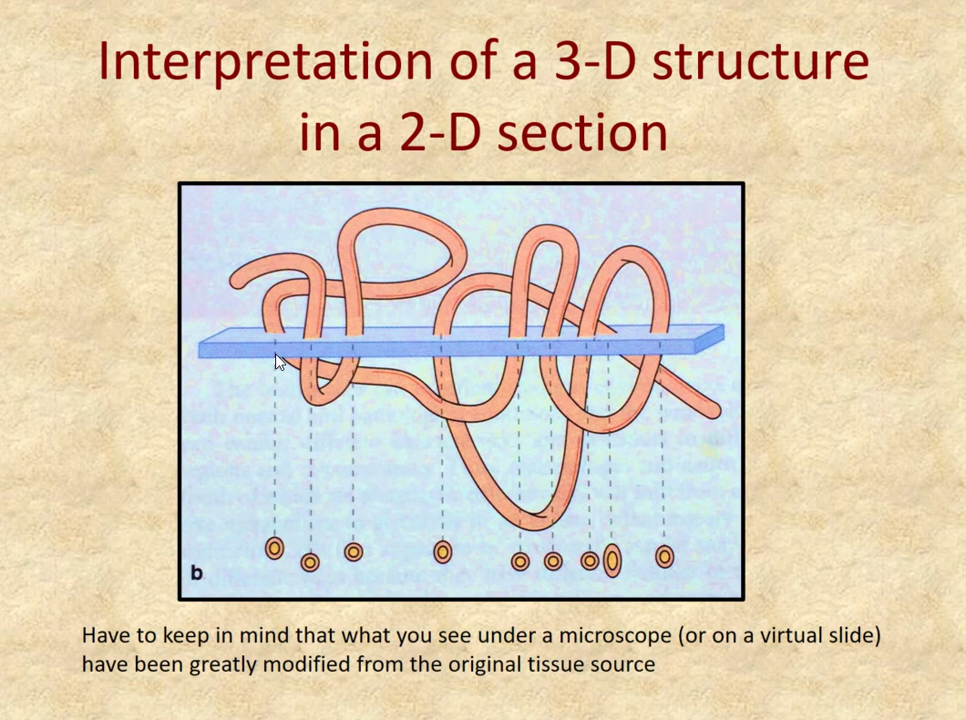 Interpretation of a 3-D structure
in a 2-D section
b
Have to keep in mind that what you see under a microscope (or on a virtual slide)
have been greatly modified from the original tissue source